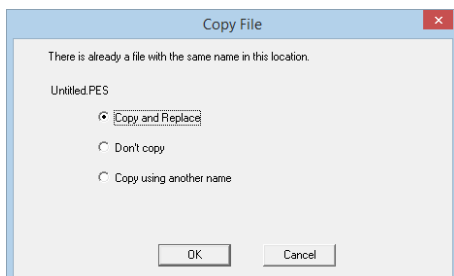 Copy File
There is already a file with the same name in this location.
Untitled.PES
Copy and Replace
Don't copy
Copy using another name
OK Cancel